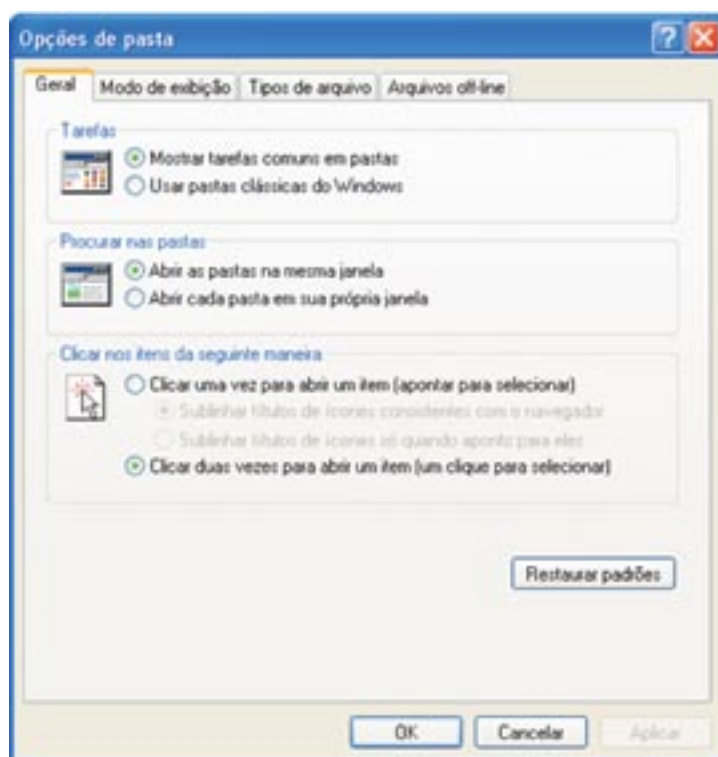 Opções de pasta
Geral
Modo de exibição
Tipos de arquivo
Arquivos off-line
Tarefas
Mostrar tarefas comuns em pastas
Usar pastas clássicas do Windows
Procurar nas pastas
Abrir as pastas na mesma janela
Abrir cada pasta em sua própria janela
Clicar nos itens da seguinte maneira
Clicar uma vez para abrir um item (apontar para selecionar)
Sublinhar títulos de ícones consistentes com o navegador
Sublinhar títulos de ícones só quando aponto para eles
Clicar duas vezes para abrir um item (um clique para selecionar)
Restaurar padrões
OK
Cancelar
Aplicar